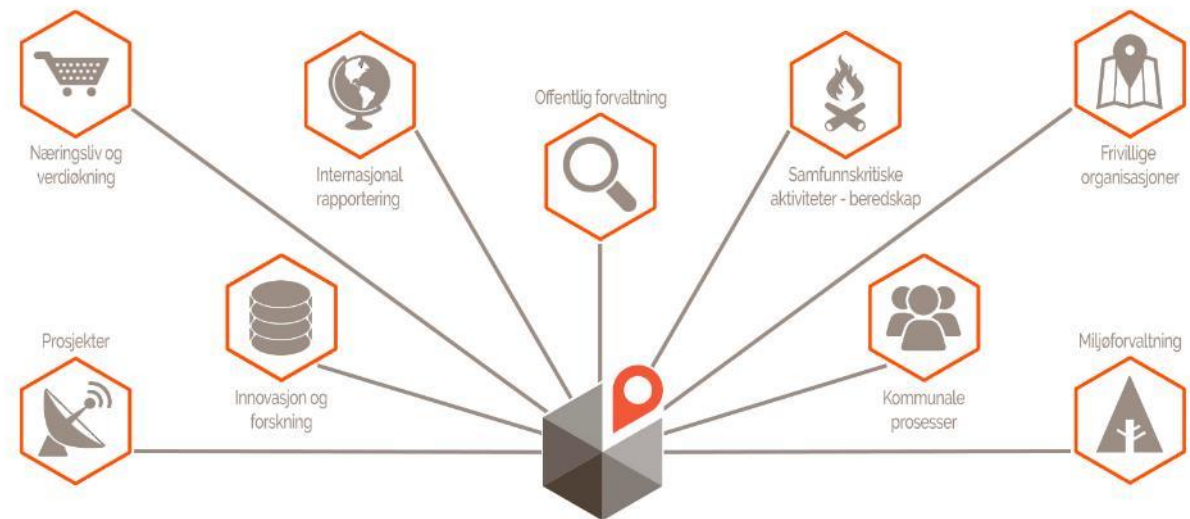 Offentlig forvaltning
Næringsliv og
verdiøkning
Internasjonal
rapportering
Samfunnskritiske
aktiviteter - beredskap
Frivillige
organisasjoner
Prosjekter
Innovasjon og
forskning
Kommunale
prosesser
Miljøforvaltning